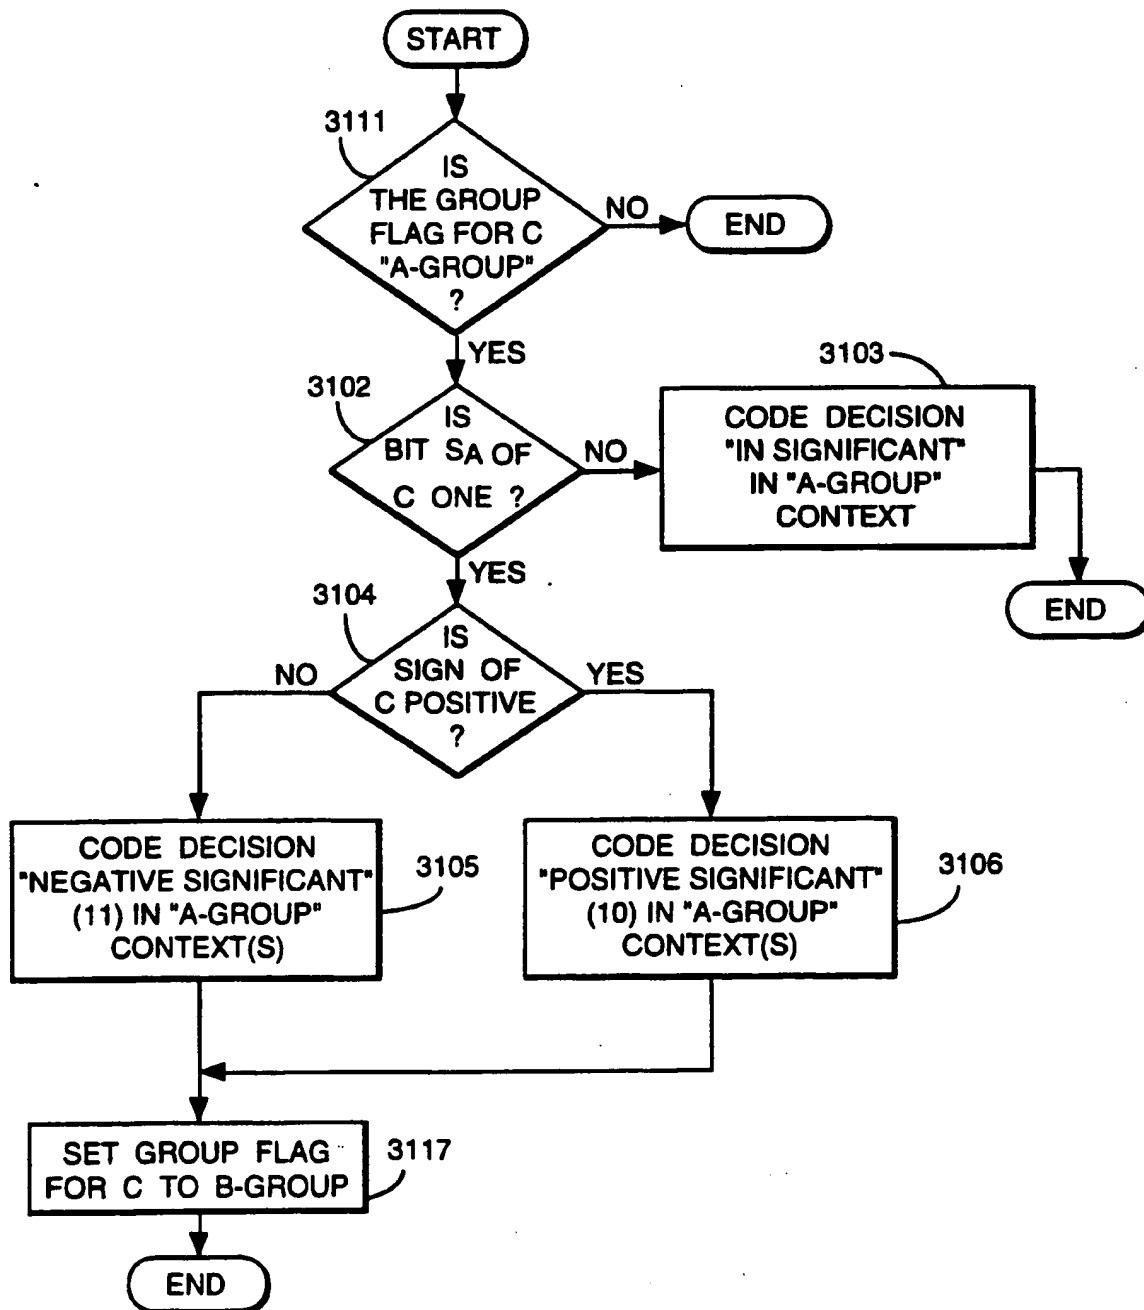 START
3111
IS
THE GROUP
FLAG FOR C
"A-GROUP"
?
NO
END
YES
3102
IS
BIT SA OF
C ONE ?
NO
3103
CODE DECISION
"IN SIGNIFICANT"
IN "A-GROUP"
CONTEXT
END
YES
3104
IS
SIGN OF
C POSITIVE
?
NO
YES
CODE DECISION
"NEGATIVE SIGNIFICANT"
(11) IN "A-GROUP"
CONTEXT(S)
3105
CODE DECISION
"POSITIVE SIGNIFICANT"
(10) IN "A-GROUP"
CONTEXT(S)
3106
SET GROUP FLAG
FOR C TO B-GROUP
3117
END